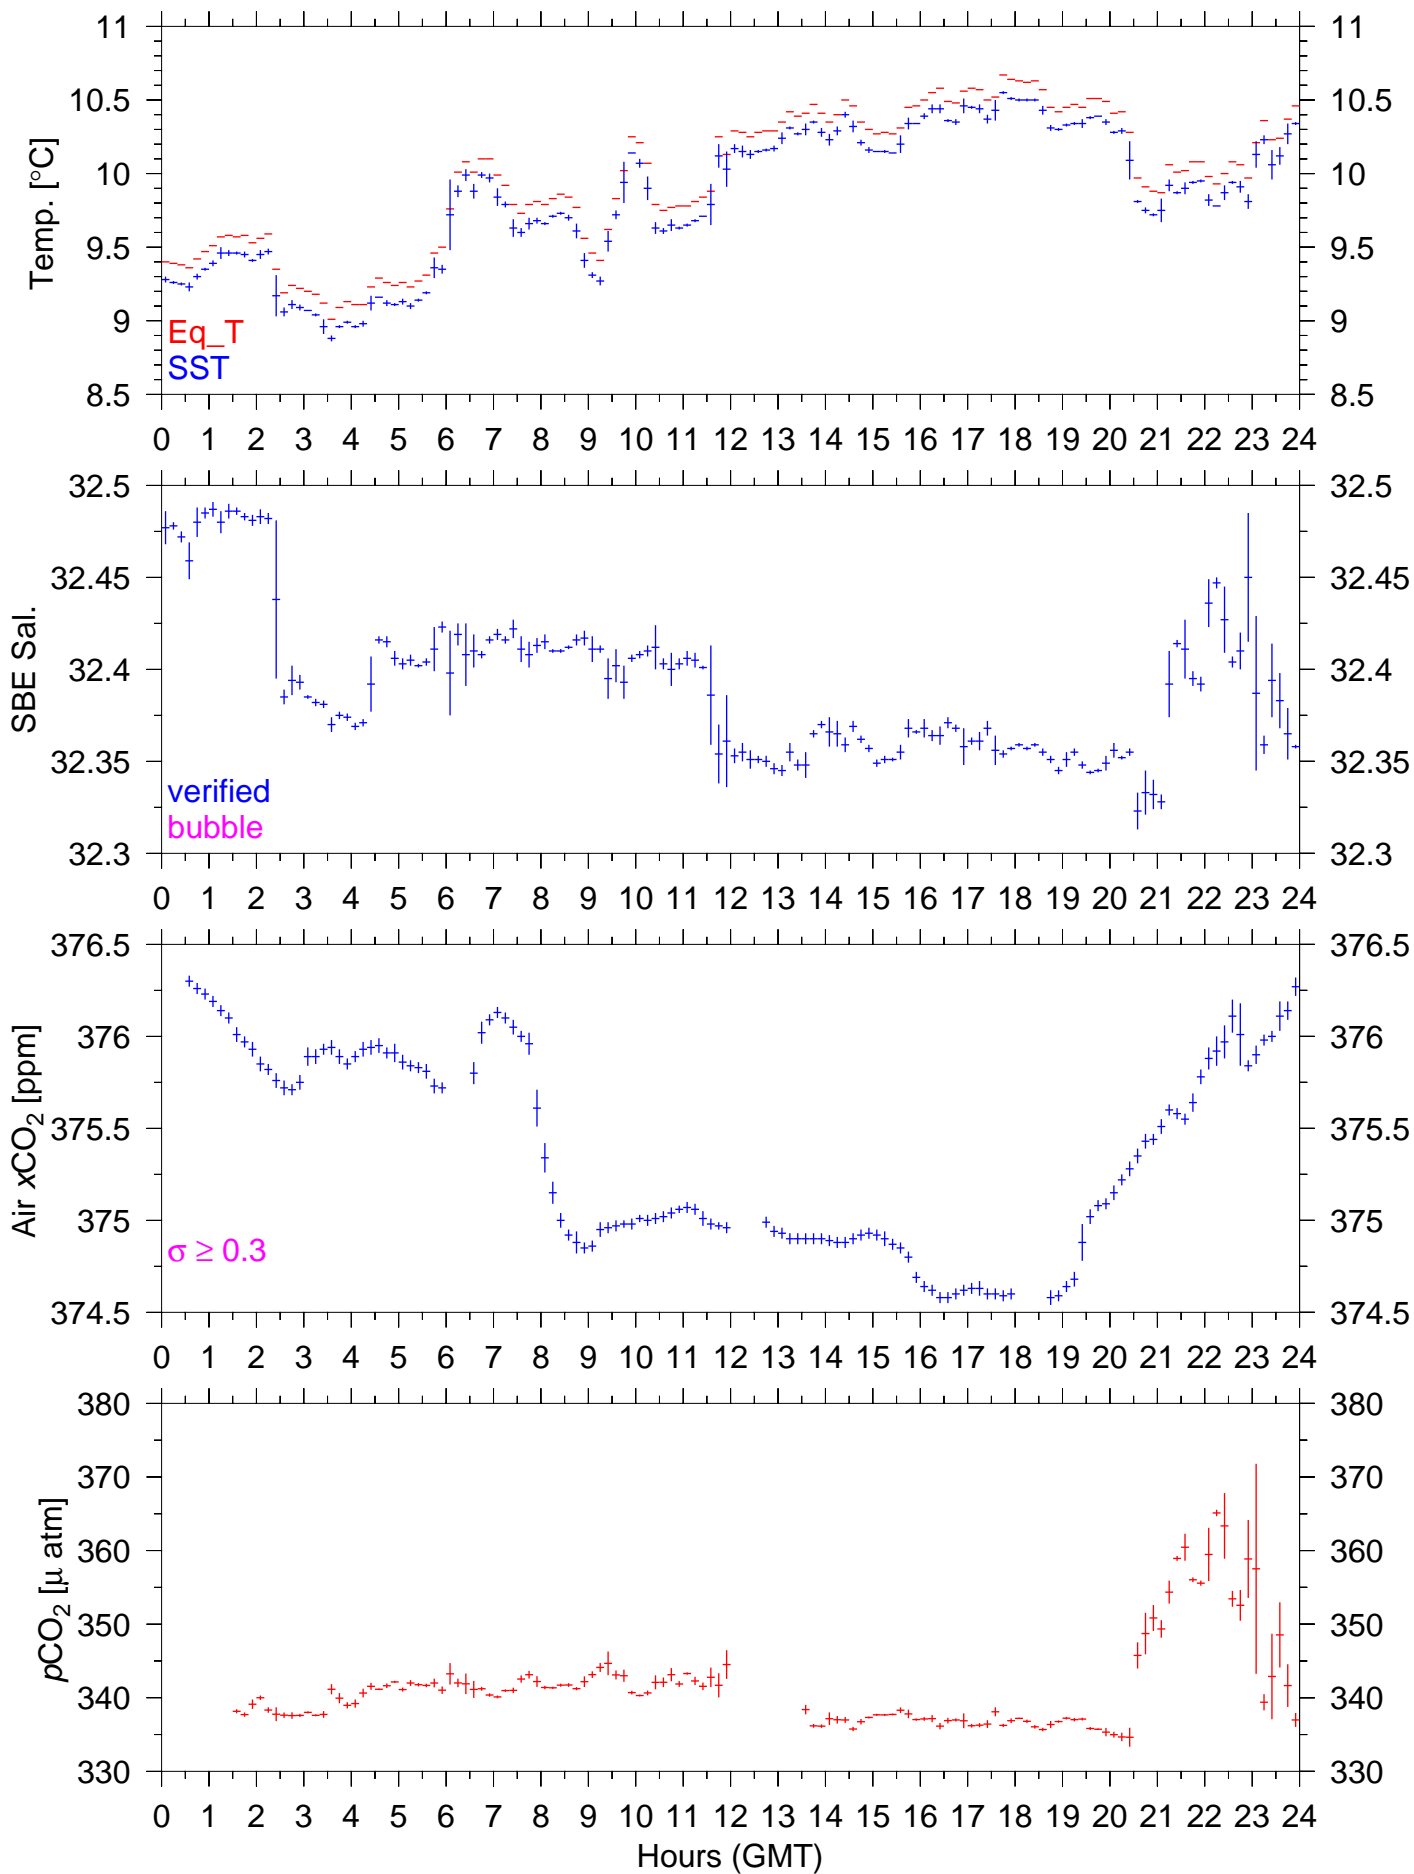 11 11
10.5 10.5
10 10
9.5 9.5
9 9
8.5 8.5
Temp. [°C]
Eq_T
SST
0 1 2 3 4 5 6 7 8 9 10 11 12 13 14 15 16 17 18 19 20 21 22 23 24
32.5 32.5
32.45 32.45
32.4 32.4
32.35 32.35
32.3 32.3
SBE Sal.
verified
bubble
0 1 2 3 4 5 6 7 8 9 10 11 12 13 14 15 16 17 18 19 20 21 22 23 24
376.5 376.5
376 376
375.5 375.5
375 375
374.5 374.5
Air xCO₂ [ppm]
σ ≥ 0.3
0 1 2 3 4 5 6 7 8 9 10 11 12 13 14 15 16 17 18 19 20 21 22 23 24
380 380
370 370
360 360
350 350
340 340
330 330
pCO₂ [μ atm]
0 1 2 3 4 5 6 7 8 9 10 11 12 13 14 15 16 17 18 19 20 21 22 23 24
Hours (GMT)